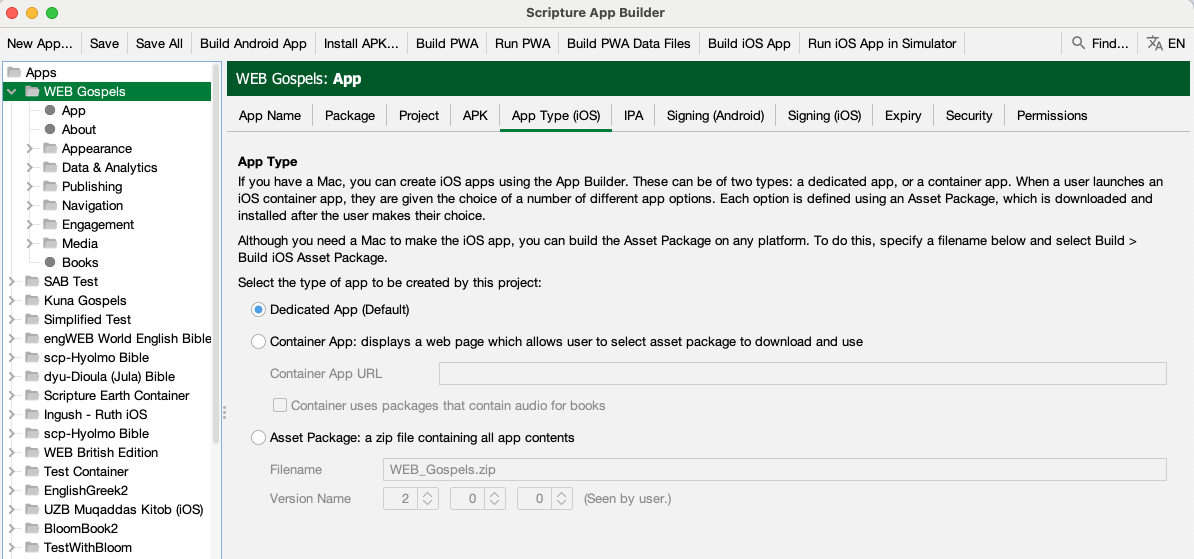 Scripture App Builder
New App... Save Save All Build Android App Install APK... Build PWA Run PWA Build PWA Data Files Build iOS App Run iOS App in Simulator Find... EN
Apps
WEB Gospels
App
About
Appearance
Data & Analytics
Publishing
Navigation
Engagement
Media
Books
SAB Test
Kuna Gospels
Simplified Test
engWEB World English Bible
scp-Hyolmo Bible
dyu-Dioula (Jula) Bible
Scripture Earth Container
Ingush - Ruth iOS
scp-Hyolmo Bible
WEB British Edition
Test Container
EnglishGreek2
UZB Muqaddas Kitob (iOS)
BloomBook2
TestWithBloom
WEB Gospels: App
App Name Package Project APK App Type (iOS) IPA Signing (Android) Signing (iOS) Expiry Security Permissions
App Type
If you have a Mac, you can create iOS apps using the App Builder. These can be of two types: a dedicated app, or a container app. When a user launches an
iOS container app, they are given the choice of a number of different app options. Each option is defined using an Asset Package, which is downloaded and
installed after the user makes their choice.
Although you need a Mac to make the iOS app, you can build the Asset Package on any platform. To do this, specify a filename below and select Build >
Build iOS Asset Package.
Select the type of app to be created by this project:
Dedicated App (Default)
Container App: displays a web page which allows user to select asset package to download and use
Container App URL
Container uses packages that contain audio for books
Asset Package: a zip file containing all app contents
Filename WEB_Gospels.zip
Version Name 2 0 0 (Seen by user.)